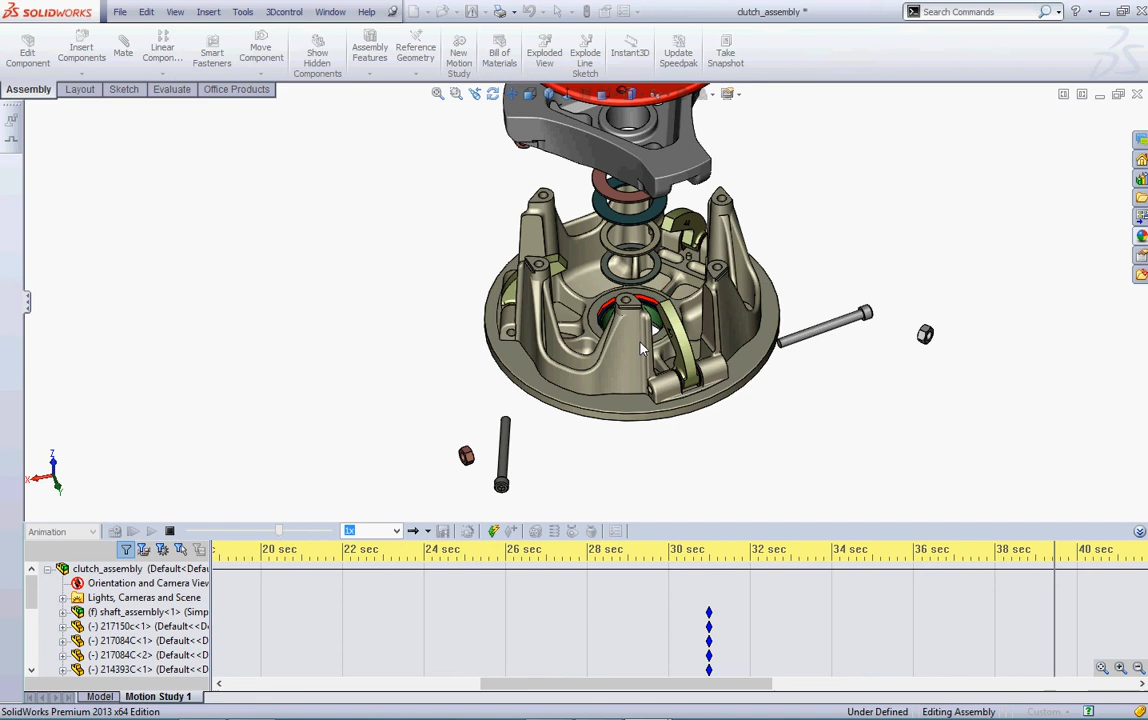 SOLIDWORKS File Edit View Insert Tools 3Dcontrol Window Help clutch_assembly * Search Commands
Edit Component
Insert Components
Mate
Linear Compon...
Smart Fasteners
Move Component
Show Hidden Components
Assembly Features
Reference Geometry
New Motion Study
Bill of Materials
Exploded View
Explode Line Sketch
Instant3D
Update Speedpak
Take Snapshot
Assembly Layout Sketch Evaluate Office Products
Z
X
Y
Animation 1x
20 sec 22 sec 24 sec 26 sec 28 sec 30 sec 32 sec 34 sec 36 sec 38 sec 40 sec
clutch_assembly (Default<Defau
Orientation and Camera View
Lights, Cameras and Scene
(f) shaft_assembly<1> (Simp
(-) 217150c<1> (Default<<D
(-) 217084C<1> (Default<<D
(-) 217084C<2> (Default<<D
(-) 214393C<1> (Default<<D
Model Motion Study 1
SolidWorks Premium 2013 x64 Edition Under Defined Editing Assembly Custom